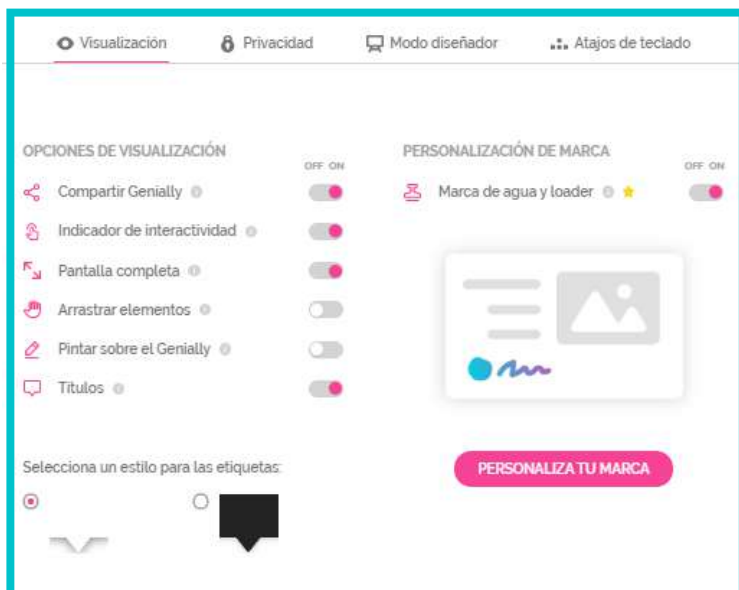 Visualización
Privacidad
Modo diseñador
Atajos de teclado
OPCIONES DE VISUALIZACIÓN
OFF ON
Compartir Genially
Indicador de interactividad
Pantalla completa
Arrastrar elementos
Pintar sobre el Genially
Títulos
Selecciona un estilo para las etiquetas:
PERSONALIZACIÓN DE MARCA
OFF ON
Marca de agua y loader
PERSONALIZA TU MARCA